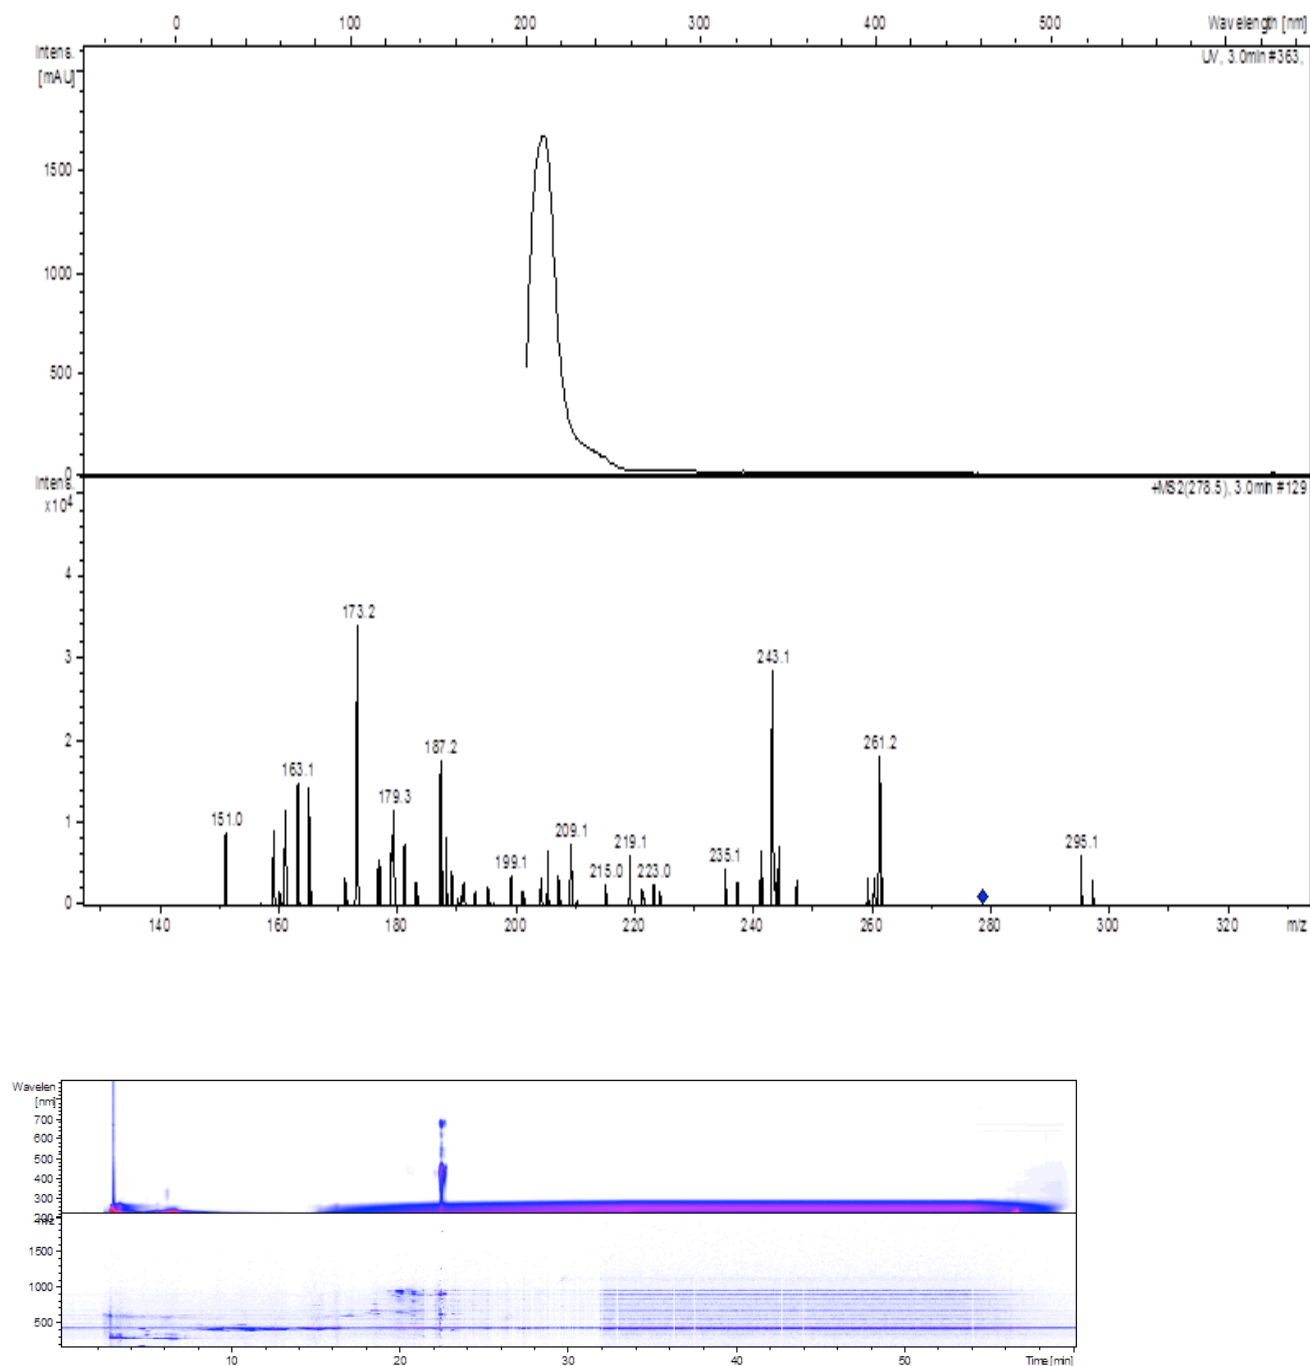 0 100 200 300 400 500 Wavelength [nm]
Intens.
[mAU]
UV, 3.0min #363,
1500
1000
500
0
Intens.
x10⁴
+MS2(278.5), 3.0min #129
4
3
2
1
0
173.2
243.1
187.2
261.2
163.1
179.3
151.0
209.1
219.1
199.1
215.0
223.0
235.1
295.1
140 160 180 200 220 240 260 280 300 320 m/z
Wavelen
[nm]
700
600
500
400
300
200
1500
1000
500
10 20 30 40 50 Time [min]